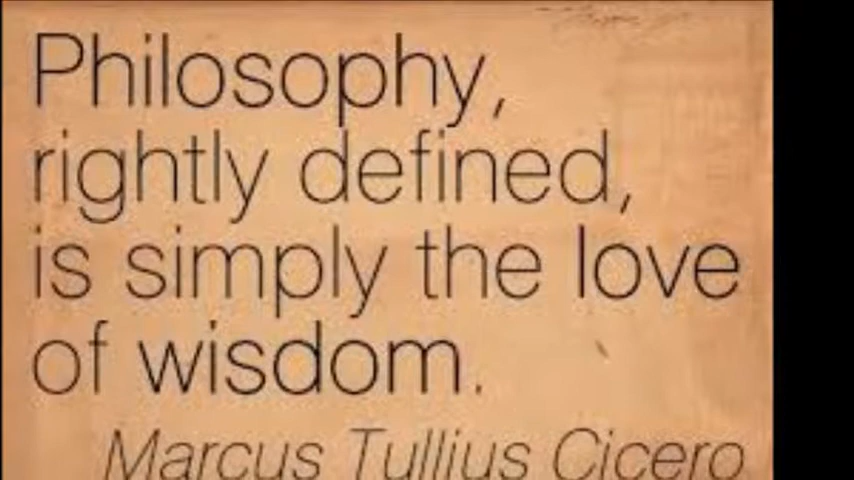 Philosophy,
rightly defined,
is simply the love
of wisdom.
Marcus Tullius Cicero